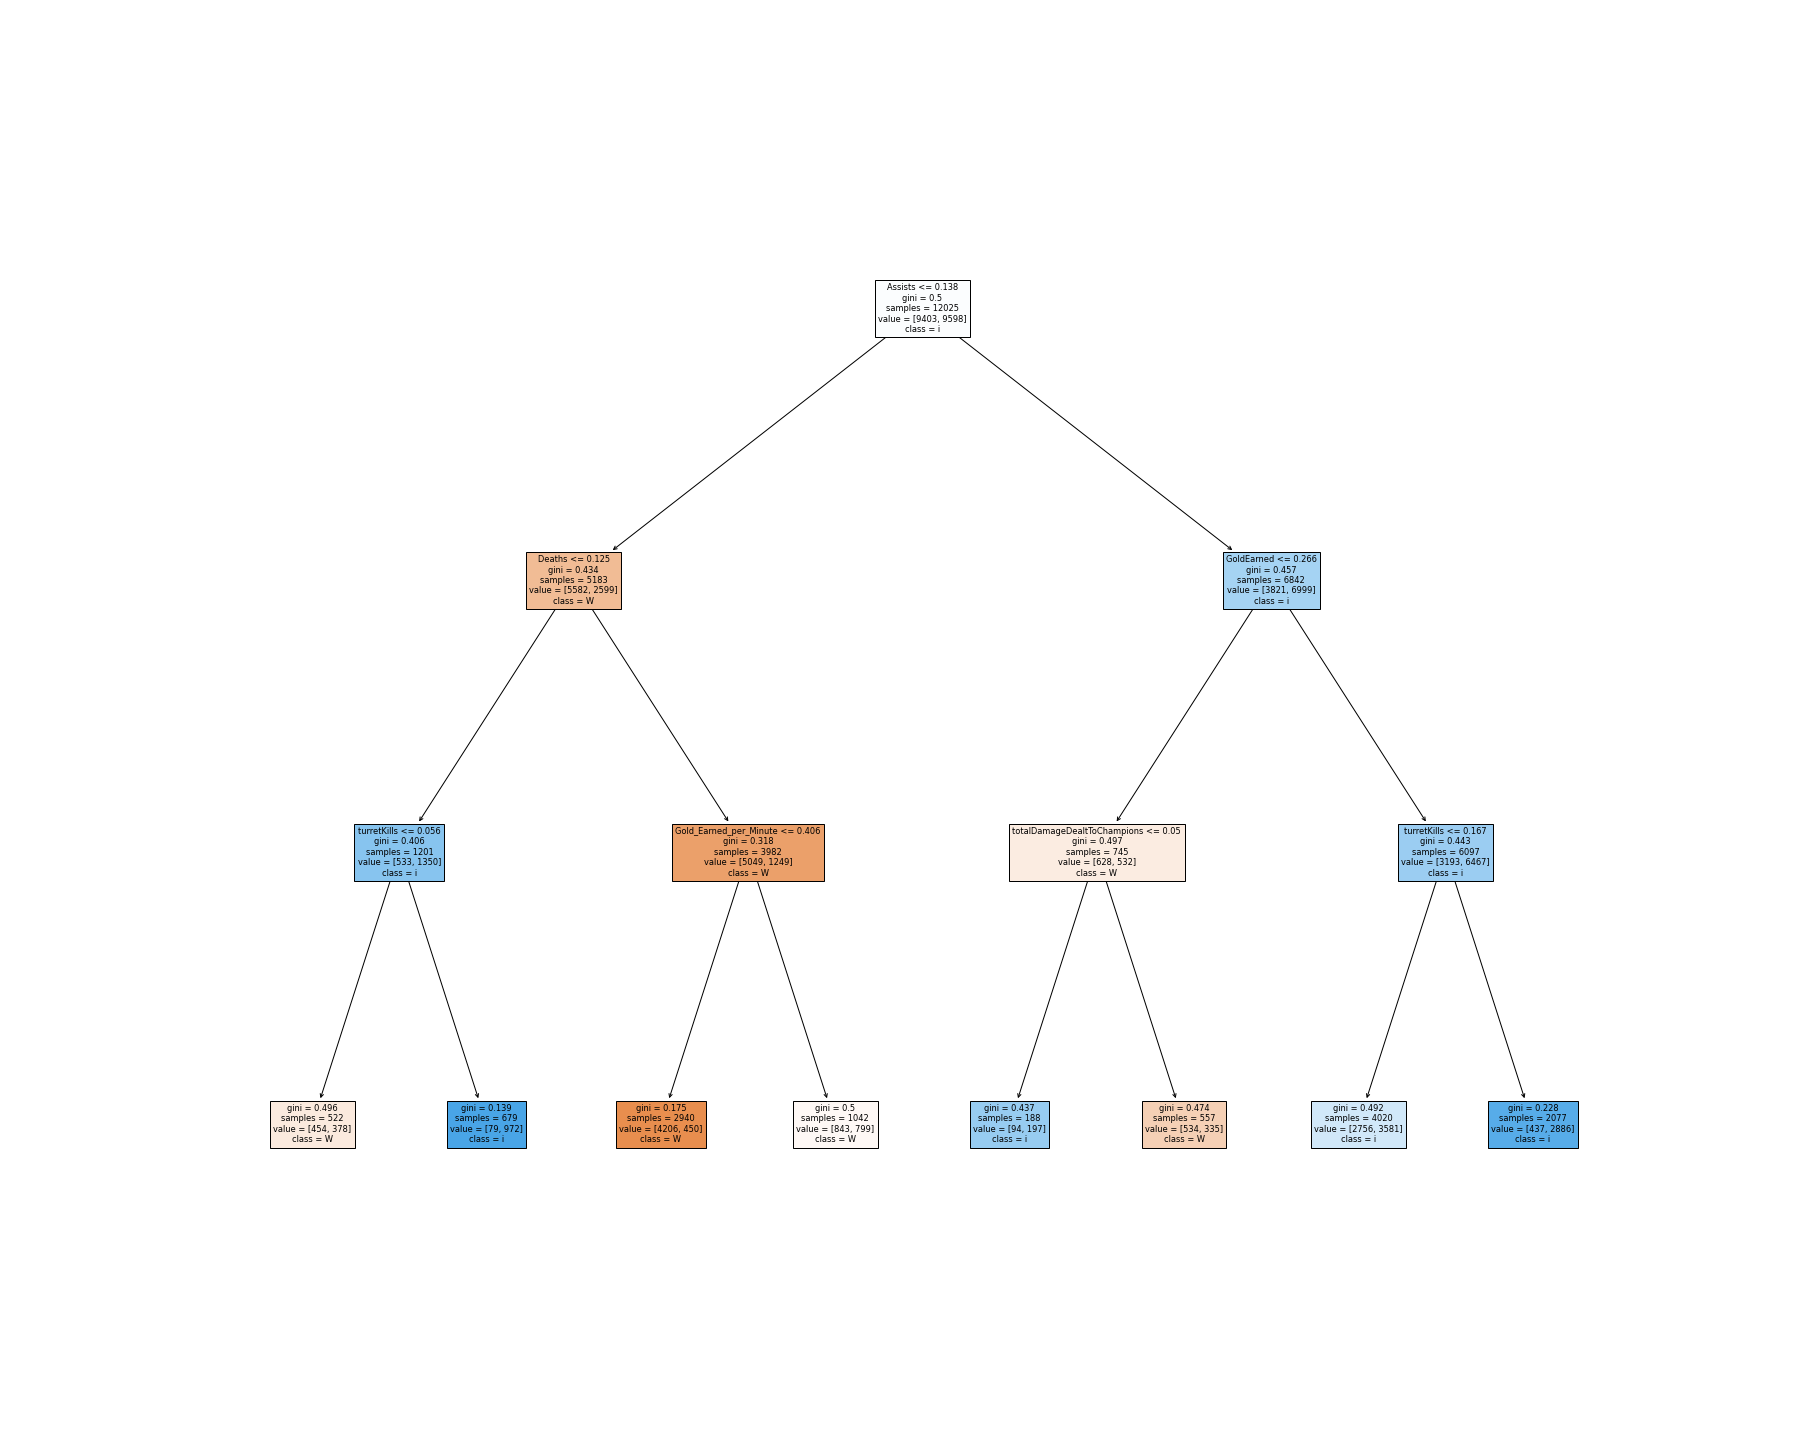 Assists <= 0.138
gini = 0.5
samples = 12025
value = [9403, 9598]
class = i
Deaths <= 0.125
gini = 0.434
samples = 5183
value = [5582, 2599]
class = W
GoldEarned <= 0.266
gini = 0.457
samples = 6842
value = [3821, 6999]
class = i
turretKills <= 0.056
gini = 0.406
samples = 1201
value = [533, 1350]
class = i
Gold_Earned_per_Minute <= 0.406
gini = 0.318
samples = 3982
value = [5049, 1249]
class = W
totalDamageDealtToChampions <= 0.05
gini = 0.497
samples = 745
value = [628, 532]
class = W
turretKills <= 0.167
gini = 0.443
samples = 6097
value = [3193, 6467]
class = i
gini = 0.496
samples = 522
value = [454, 378]
class = W
gini = 0.139
samples = 679
value = [79, 972]
class = i
gini = 0.175
samples = 2940
value = [4206, 450]
class = W
gini = 0.5
samples = 1042
value = [843, 799]
class = W
gini = 0.437
samples = 188
value = [94, 197]
class = i
gini = 0.474
samples = 557
value = [534, 335]
class = W
gini = 0.492
samples = 4020
value = [2756, 3581]
class = i
gini = 0.228
samples = 2077
value = [437, 2886]
class = i